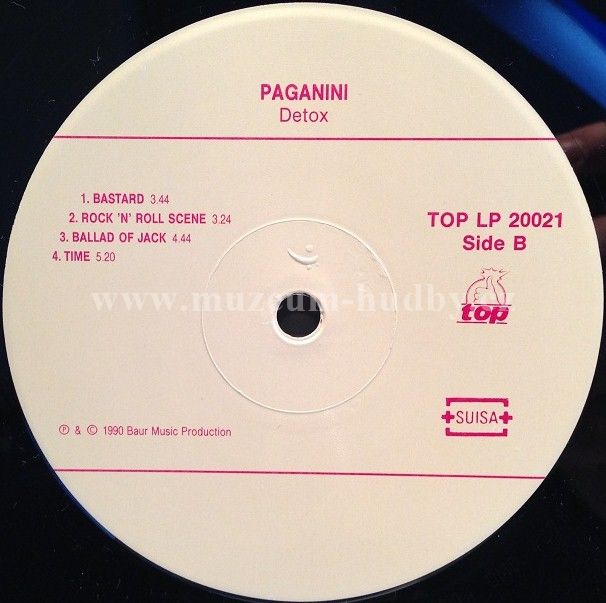 PAGANINI
Detox
1. BASTARD 3.44
2. ROCK 'N' ROLL SCENE 3.24
3. BALLAD OF JACK 4.44
4. TIME 5.20
TOP LP 20021
Side B
www.muzeum-hudby.cz
top
SUISA
℗ & © 1990 Baur Music Production